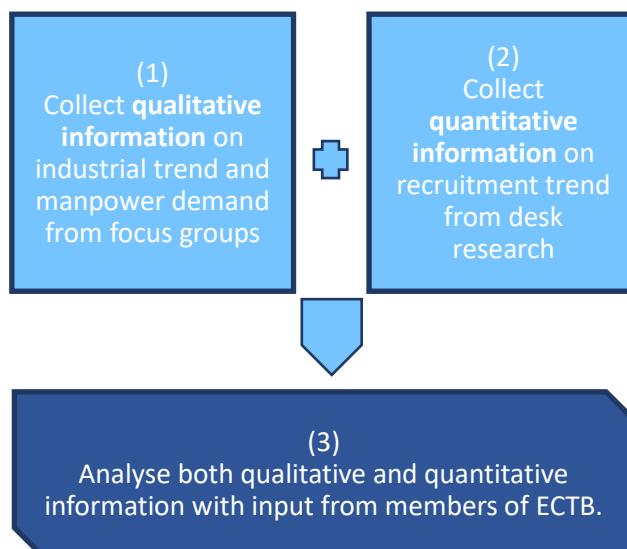 (1)
Collect qualitative
information on
industrial trend and
manpower demand
from focus groups
(2)
Collect
quantitative
information on
recruitment trend
from desk
research
(3)
Analyse both qualitative and quantitative
information with input from members of ECTB.